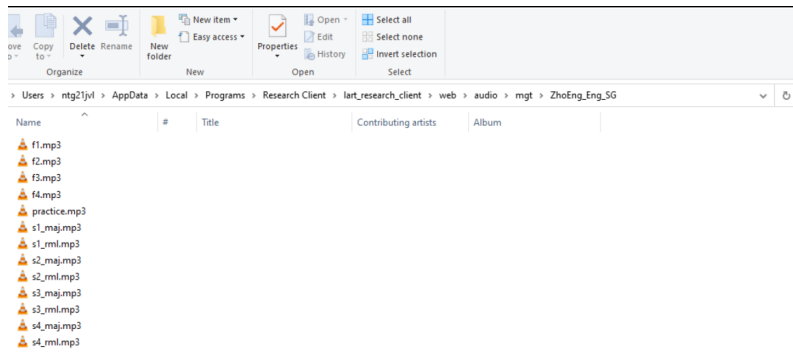 New item
Open
Select all
Easy access
Edit
Select none
ove
Copy
Delete
Rename
New
Properties
History
Invert selection
to
folder
Organize
New
Open
Select
Users > ntg21jvl > AppData > Local > Programs > Research Client > lart_research_client > web > audio > mgt > ZhoEng_Eng_SG
Name # Title Contributing artists Album
f1.mp3
f2.mp3
f3.mp3
f4.mp3
practice.mp3
s1_maj.mp3
s1_rml.mp3
s2_maj.mp3
s2_rml.mp3
s3_maj.mp3
s3_rml.mp3
s4_maj.mp3
s4_rml.mp3